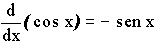 d/dx (cos x) = − sen x